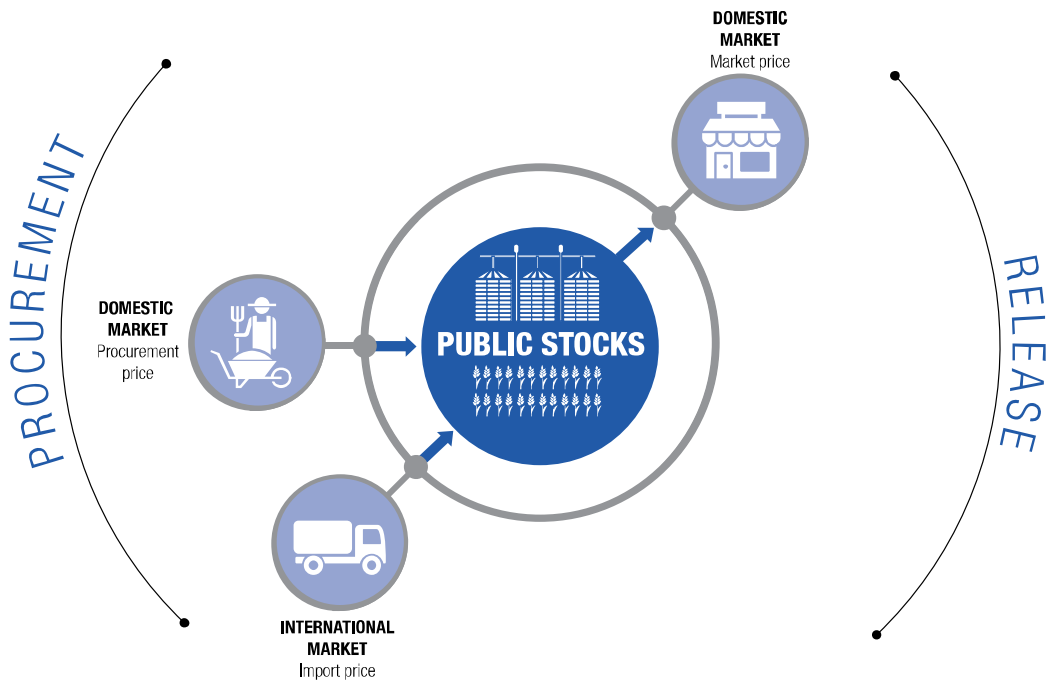 PROCUREMENT
DOMESTIC
MARKET
Procurement
price
INTERNATIONAL
MARKET
Import price
PUBLIC STOCKS
DOMESTIC
MARKET
Market price
RELEASE